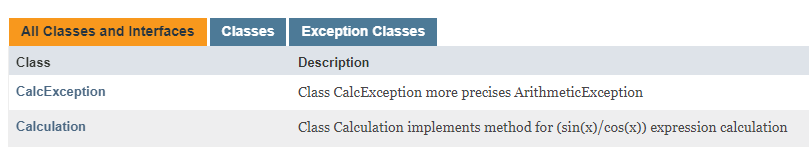 All Classes and Interfaces Classes Exception Classes
Class Description
CalcException Class CalcException more precises ArithmeticException
Calculation Class Calculation implements method for (sin(x)/cos(x)) expression calculation